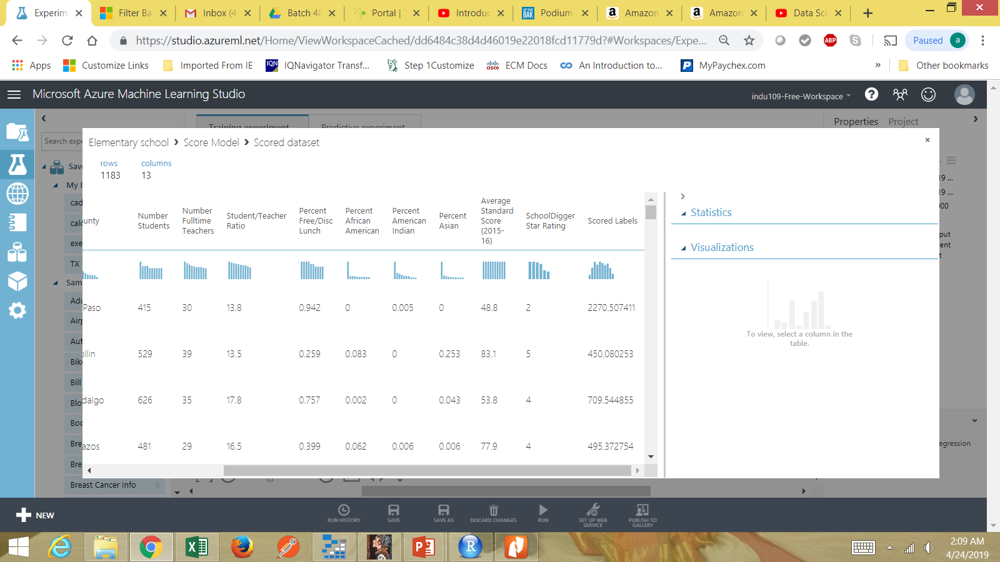 Experim
Filter Ba
Inbox (4
Batch 48
Portal | T
Introduc
Podium
Amazon
Amazon
Data Sci
https://studio.azureml.net/Home/ViewWorkspaceCached/dd6484c38d4d46019e22018fcd11779d?#Workspaces/Expe...
ABP
Paused
a
Apps
Customize Links
Imported From IE
IQN
IQNavigator Transf...
Step 1Customize
cisco
ECM Docs
An Introduction to...
MyPaychex.com
»
Other bookmarks
Microsoft Azure Machine Learning Studio
indu109-Free-Workspace
Training experiment
Predictive experiment
Properties
Project
Search expe
Elementary school > Score Model > Scored dataset
rows columns
1183 13
unty
Number Students
Number Fulltime Teachers
Student/Teacher Ratio
Percent Free/Disc Lunch
Percent African American
Percent American Indian
Percent Asian
Average Standard Score (2015-16)
SchoolDigger Star Rating
Scored Labels
Paso 415 30 13.8 0.942 0 0.005 0 48.8 2 2270.507411
ollin 529 39 13.5 0.259 0.083 0 0.253 83.1 5 450.080253
dalgo 626 35 17.8 0.757 0.002 0 0.043 53.8 4 709.544855
azos 481 29 16.5 0.399 0.062 0.006 0.006 77.9 4 495.372754
Statistics
Visualizations
To view, select a column in the
table.
Save
My D
cad
calc
exe
TX
Sam
Adu
Airp
Aut
Bike
Bill
Blo
Boo
Brea
Brea
Breast Cancer Info
19 ...
19 ...
000
put
ent
t
egression
NEW
RUN HISTORY
SAVE
SAVE AS
DISCARD CHANGES
RUN
SET UP WEB
SERVICE
PUBLISH TO
GALLERY
2:09 AM
4/24/2019